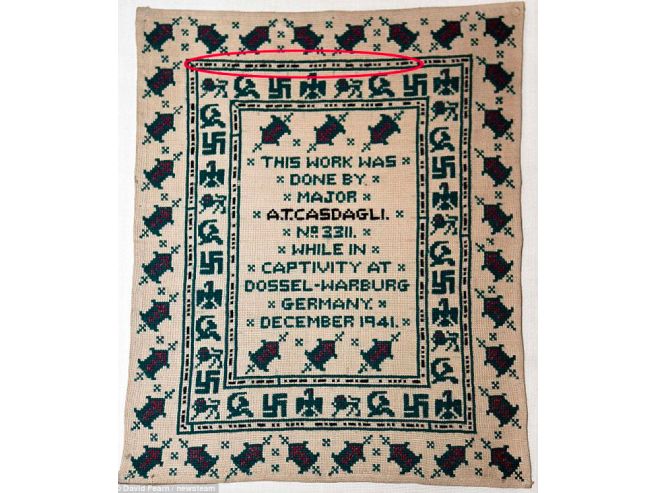 THIS WORK WAS
DONE BY
MAJOR
A.T.CASDAGLI.
Nº 3311.
WHILE IN
CAPTIVITY AT
DOSSEL-WARBURG
GERMANY.
DECEMBER 1941.
© David Fearn / newsteam